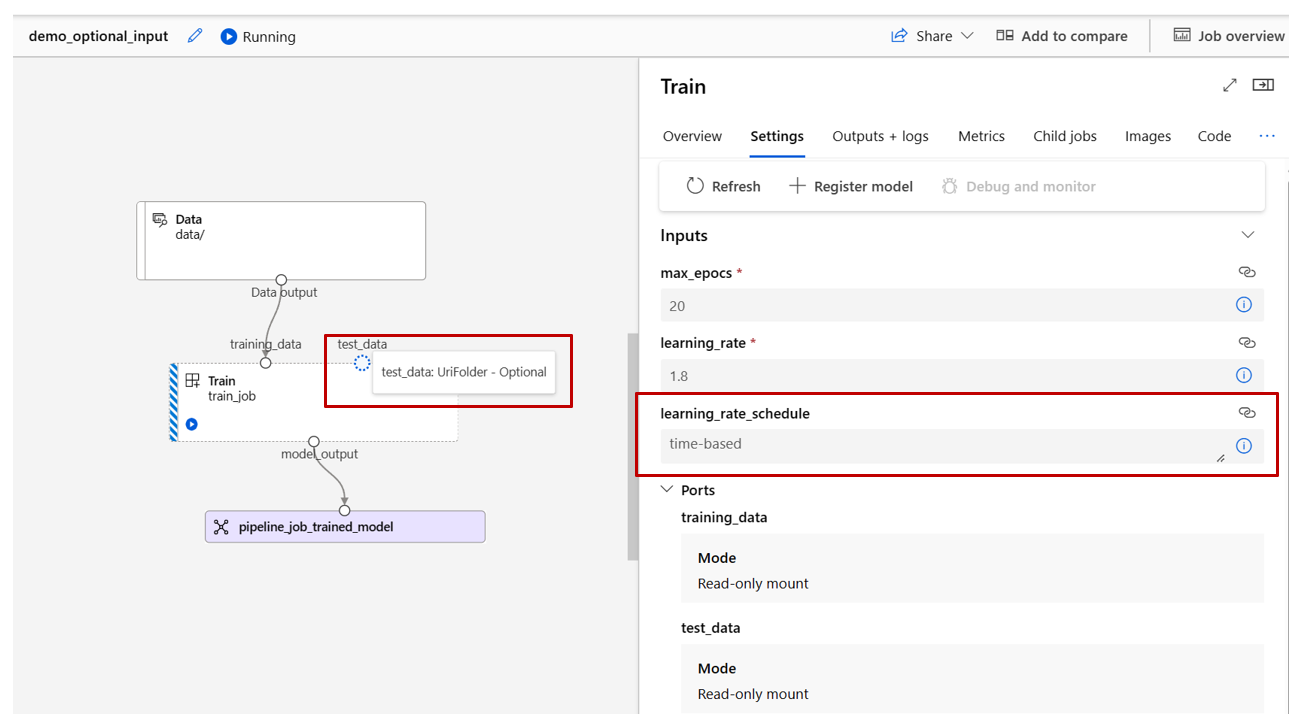 demo_optional_input
Running
Share
Add to compare
Job overview
Data
data/
Data output
training_data
test_data
test_data: UriFolder - Optional
Train
train_job
model_output
pipeline_job_trained_model
Train
Overview
Settings
Outputs + logs
Metrics
Child jobs
Images
Code
...
Refresh
Register model
Debug and monitor
Inputs
max_epocs *
20
learning_rate *
1.8
learning_rate_schedule
time-based
Ports
training_data
Mode
Read-only mount
test_data
Mode
Read-only mount